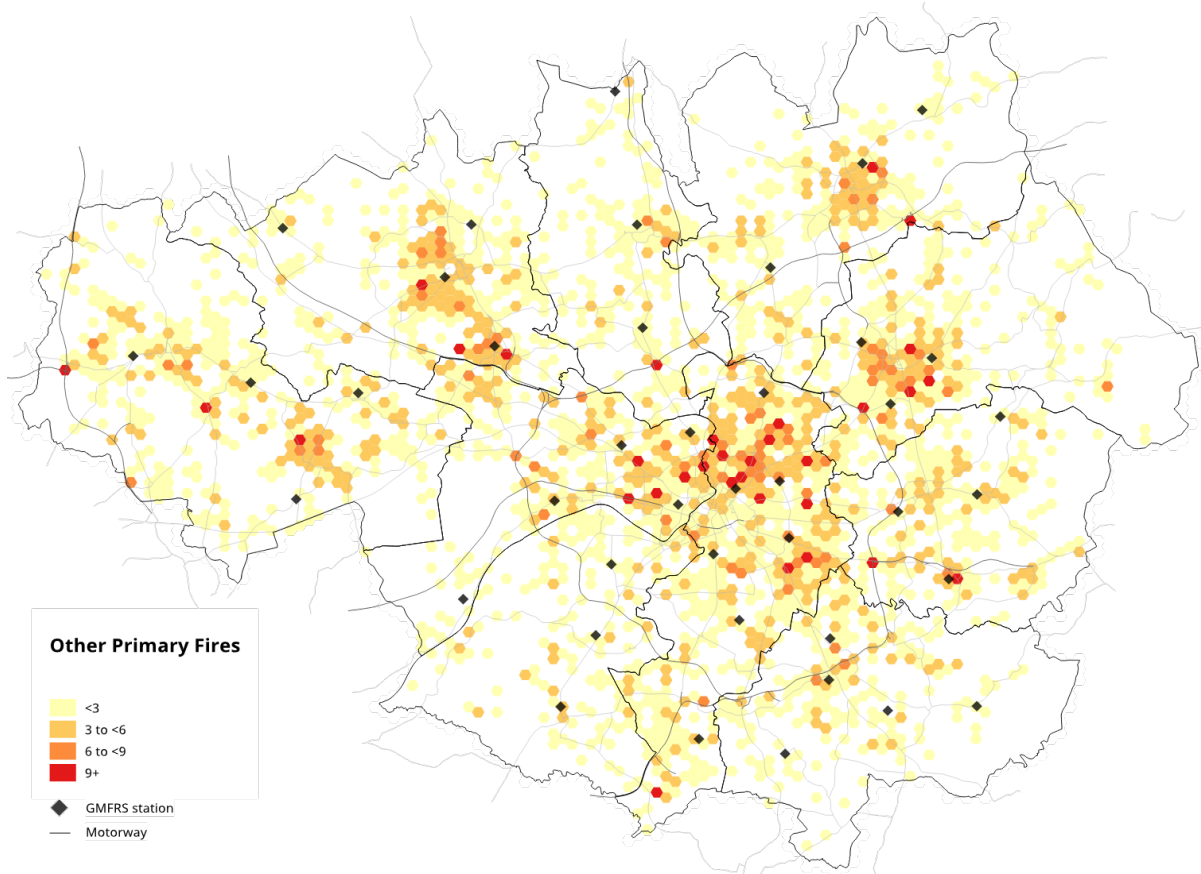 Other Primary Fires
<3
3 to <6
6 to <9
9+
GMFRS station
Motorway